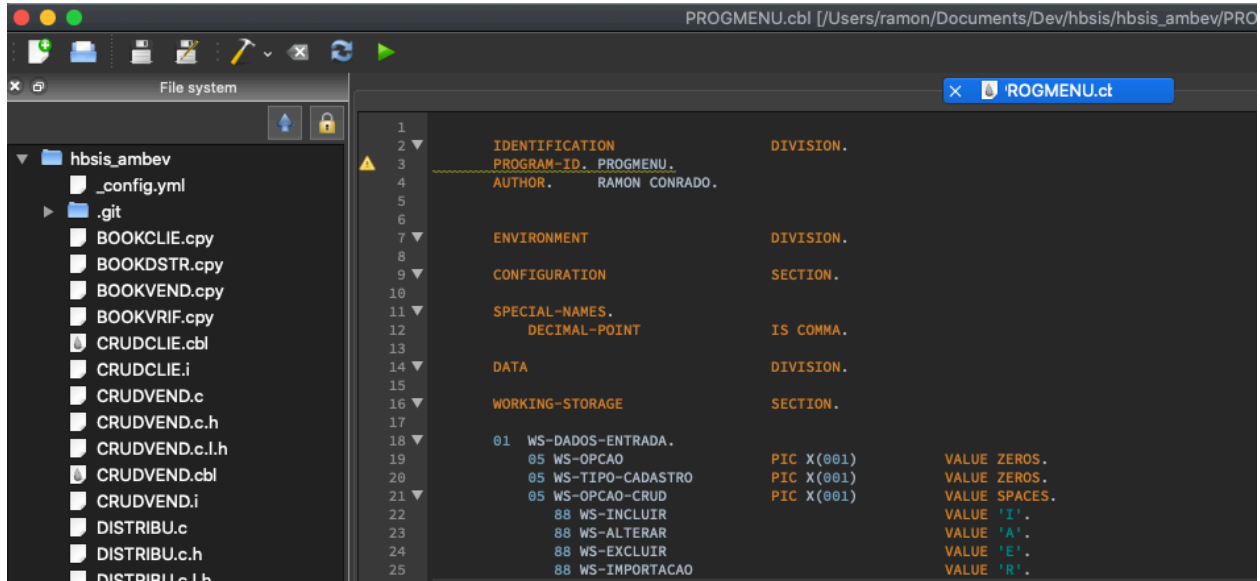 PROGMENU.cbl [/Users/ramon/Documents/Dev/hbsis/hbsis_ambev/PRO
File system
hbsis_ambev
_config.yml
.git
BOOKCLIE.cpy
BOOKDSTR.cpy
BOOKVEND.cpy
BOOKVRIF.cpy
CRUDCLIE.cbl
CRUDCLIE.i
CRUDVEND.c
CRUDVEND.c.h
CRUDVEND.c.l.h
CRUDVEND.cbl
CRUDVEND.i
DISTRIBU.c
DISTRIBU.c.h
DISTRIBU.c.l.h
ROGMENU.cl
1
2 IDENTIFICATION DIVISION.
3 PROGRAM-ID. PROGMENU.
4 AUTHOR. RAMON CONRADO.
5
6
7 ENVIRONMENT DIVISION.
8
9 CONFIGURATION SECTION.
10
11 SPECIAL-NAMES.
12 DECIMAL-POINT IS COMMA.
13
14 DATA DIVISION.
15
16 WORKING-STORAGE SECTION.
17
18 01 WS-DADOS-ENTRADA.
19 05 WS-OPCAO PIC X(001) VALUE ZEROS.
20 05 WS-TIPO-CADASTRO PIC X(001) VALUE ZEROS.
21 05 WS-OPCAO-CRUD PIC X(001) VALUE SPACES.
22 88 WS-INCLUIR VALUE 'I'.
23 88 WS-ALTERAR VALUE 'A'.
24 88 WS-EXCLUIR VALUE 'E'.
25 88 WS-IMPORTACAO VALUE 'R'.